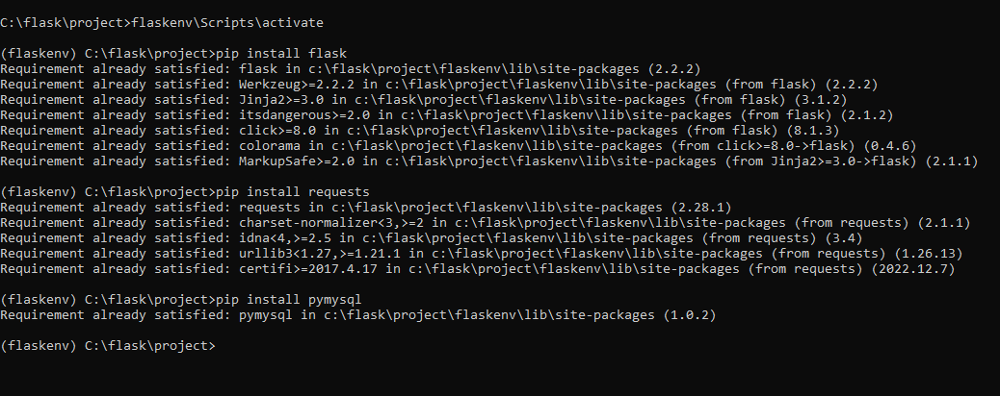 C:\flask\project>flaskenv\Scripts\activate
(flaskenv) C:\flask\project>pip install flask
Requirement already satisfied: flask in c:\flask\project\flaskenv\lib\site-packages (2.2.2)
Requirement already satisfied: Werkzeug>=2.2.2 in c:\flask\project\flaskenv\lib\site-packages (from flask) (2.2.2)
Requirement already satisfied: Jinja2>=3.0 in c:\flask\project\flaskenv\lib\site-packages (from flask) (3.1.2)
Requirement already satisfied: itsdangerous>=2.0 in c:\flask\project\flaskenv\lib\site-packages (from flask) (2.1.2)
Requirement already satisfied: click>=8.0 in c:\flask\project\flaskenv\lib\site-packages (from flask) (8.1.3)
Requirement already satisfied: colorama in c:\flask\project\flaskenv\lib\site-packages (from click>=8.0->flask) (0.4.6)
Requirement already satisfied: MarkupSafe>=2.0 in c:\flask\project\flaskenv\lib\site-packages (from Jinja2>=3.0->flask) (2.1.1)
(flaskenv) C:\flask\project>pip install requests
Requirement already satisfied: requests in c:\flask\project\flaskenv\lib\site-packages (2.28.1)
Requirement already satisfied: charset-normalizer<3,>=2 in c:\flask\project\flaskenv\lib\site-packages (from requests) (2.1.1)
Requirement already satisfied: idna<4,>=2.5 in c:\flask\project\flaskenv\lib\site-packages (from requests) (3.4)
Requirement already satisfied: urllib3<1.27,>=1.21.1 in c:\flask\project\flaskenv\lib\site-packages (from requests) (1.26.13)
Requirement already satisfied: certifi>=2017.4.17 in c:\flask\project\flaskenv\lib\site-packages (from requests) (2022.12.7)
(flaskenv) C:\flask\project>pip install pymysql
Requirement already satisfied: pymysql in c:\flask\project\flaskenv\lib\site-packages (1.0.2)
(flaskenv) C:\flask\project>